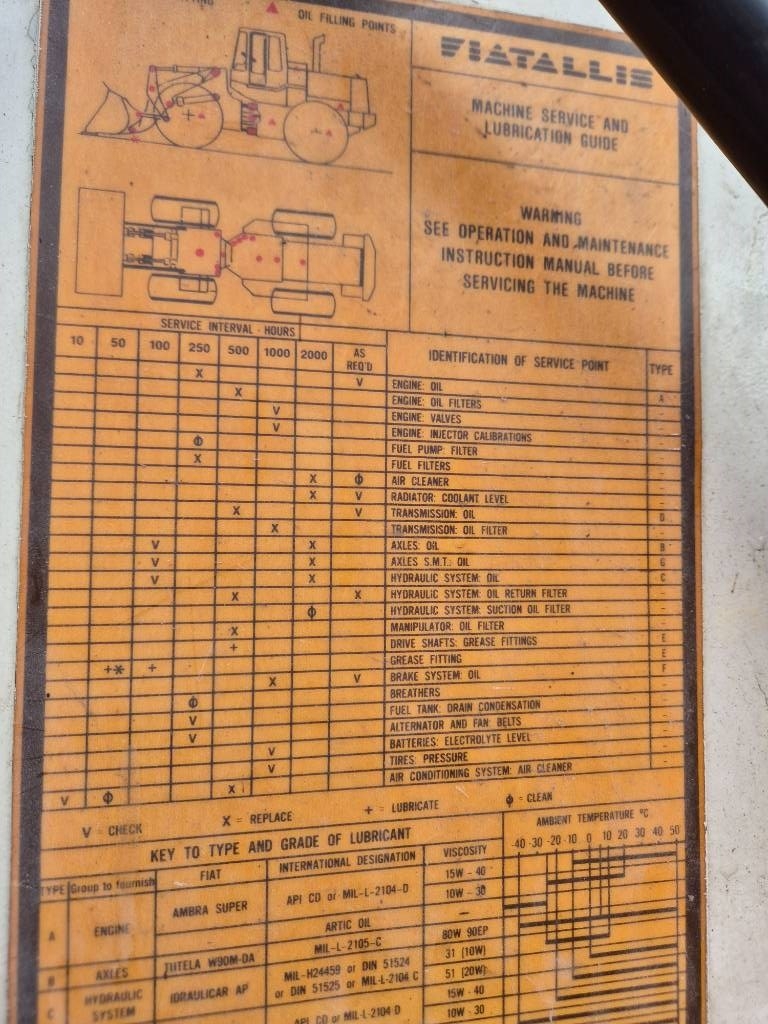 OIL FILLING POINTS
FIATALLIS
MACHINE SERVICE AND
LUBRICATION GUIDE
WARNING
SEE OPERATION AND MAINTENANCE
INSTRUCTION MANUAL BEFORE
SERVICING THE MACHINE
SERVICE INTERVAL - HOURS
10 50 100 250 500 1000 2000 AS REQ'D IDENTIFICATION OF SERVICE POINT TYPE
X V ENGINE: OIL A
X ENGINE: OIL FILTERS -
V ENGINE: VALVES -
V ENGINE: INJECTOR CALIBRATIONS -
Φ FUEL PUMP: FILTER -
X FUEL FILTERS -
X Φ AIR CLEANER -
X V RADIATOR: COOLANT LEVEL -
X V TRANSMISSION: OIL D
X TRANSMISISON: OIL FILTER -
V X AXLES: OIL B
V X AXLES S.M.T.: OIL G
V X HYDRAULIC SYSTEM: OIL C
X X HYDRAULIC SYSTEM: OIL RETURN FILTER -
Φ HYDRAULIC SYSTEM: SUCTION OIL FILTER -
X MANIPULATOR: OIL FILTER -
+ DRIVE SHAFTS: GREASE FITTINGS E
+* + GREASE FITTING E
X V BRAKE SYSTEM: OIL F
Φ BREATHERS -
V FUEL TANK: DRAIN CONDENSATION -
V ALTERNATOR AND FAN: BELTS -
V BATTERIES: ELECTROLYTE LEVEL -
V TIRES: PRESSURE -
V Φ X AIR CONDITIONING SYSTEM: AIR CLEANER -
V = CHECK X = REPLACE + = LUBRICATE Φ = CLEAN
KEY TO TYPE AND GRADE OF LUBRICANT
AMBIENT TEMPERATURE °C
-40 -30 -20 -10 0 10 20 30 40 50
TYPE Group to fournish FIAT INTERNATIONAL DESIGNATION VISCOSITY
A ENGINE AMBRA SUPER API CD or MIL-L-2104-D 15W - 40
10W - 30
ARTIC OIL -
B AXLES TUTELA W90M-DA MIL-L-2105-C 80W 90EP
C HYDRAULIC SYSTEM IDRAULICAR AP MIL-H24459 or DIN 51524
or DIN 51525 or MIL-L-2104 C
31 (10W)
51 (20W)
API CD or MIL-L-2104 D 15W - 40
10W - 30